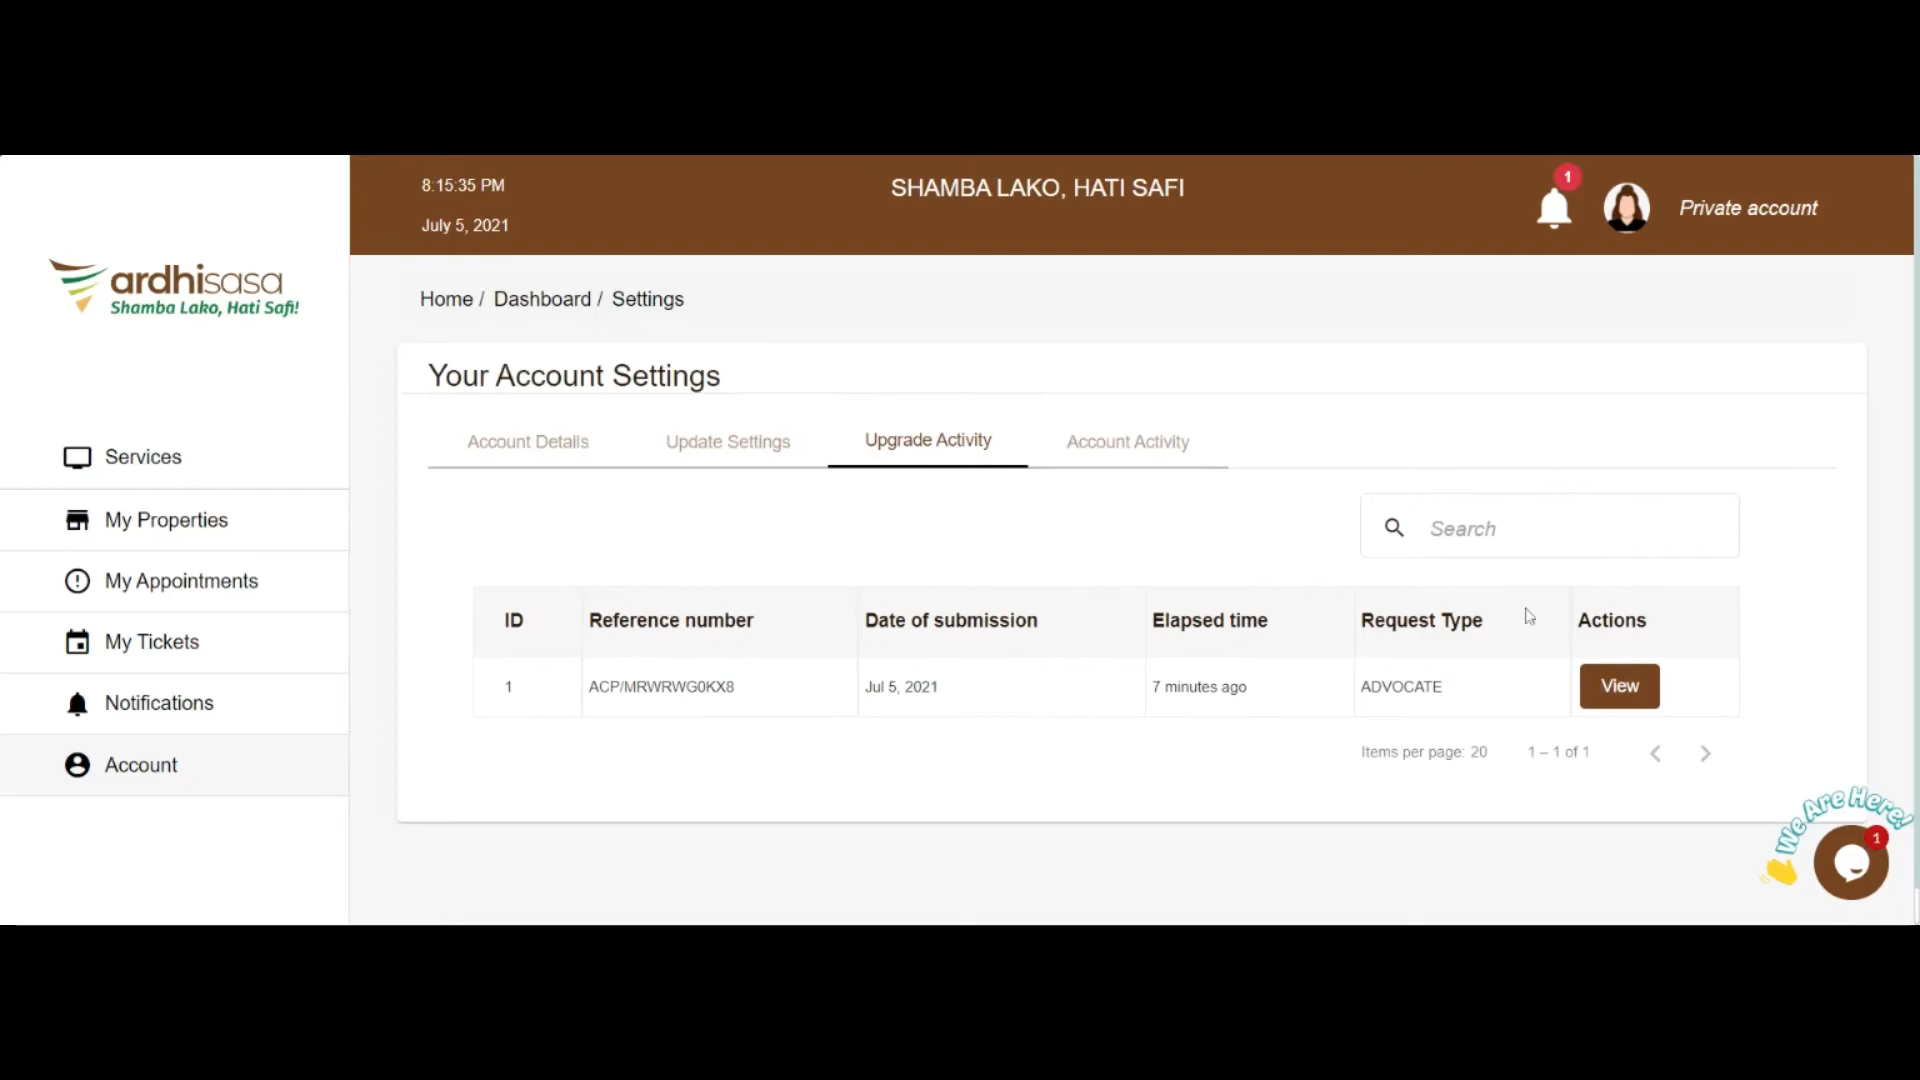 8:15:35 PM
SHAMBA LAKO, HATI SAFI
1
Private account
July 5, 2021
ardhisasa
Shamba Lako, Hati Safi!
Home / Dashboard / Settings
Your Account Settings
Account Details Update Settings Upgrade Activity Account Activity
Services
My Properties
My Appointments
My Tickets
Notifications
Account
Search
ID Reference number Date of submission Elapsed time Request Type Actions
1 ACP/MRWRWG0KX8 Jul 5, 2021 7 minutes ago ADVOCATE View
Items per page: 20 1 – 1 of 1
We Are Here!
1